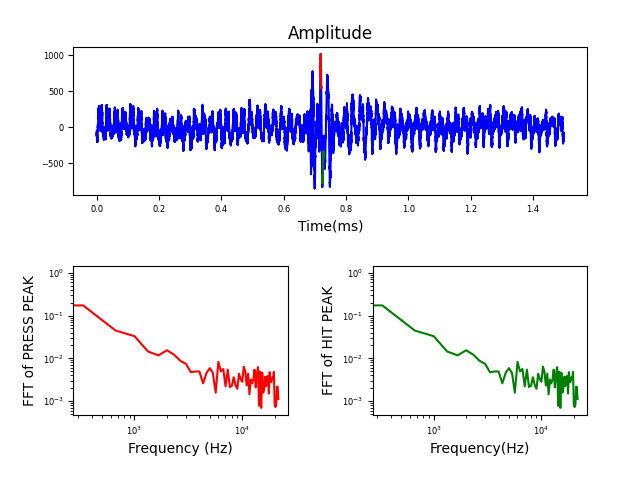 Amplitude
1000
500
0
−500
0.0 0.2 0.4 0.6 0.8 1.0 1.2 1.4
Time(ms)
FFT of PRESS PEAK
10⁰
10⁻¹
10⁻²
10⁻³
10³ 10⁴
Frequency (Hz)
FFT of HIT PEAK
10⁰
10⁻¹
10⁻²
10⁻³
10³ 10⁴
Frequency(Hz)